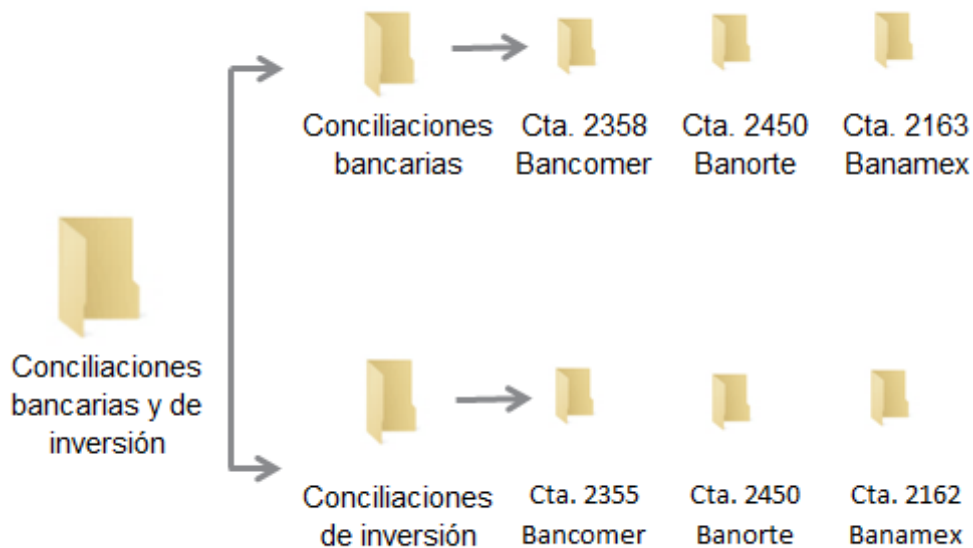 Conciliaciones
bancarias
Cta. 2358
Bancomer
Cta. 2450
Banorte
Cta. 2163
Banamex
Conciliaciones
bancarias y de
inversión
Conciliaciones
de inversión
Cta. 2355
Bancomer
Cta. 2450
Banorte
Cta. 2162
Banamex